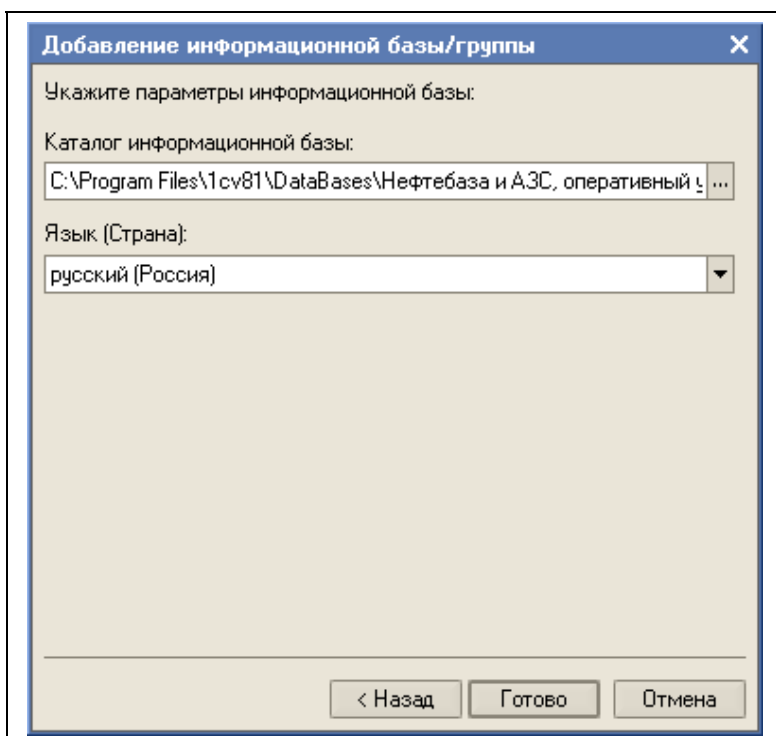 Добавление информационной базы/группы
Укажите параметры информационной базы:
Каталог информационной базы:
C:\Program Files\1cv81\DataBases\Нефтебаза и АЗС, оперативный ...
Язык (Страна):
русский (Россия)
< Назад Готово Отмена